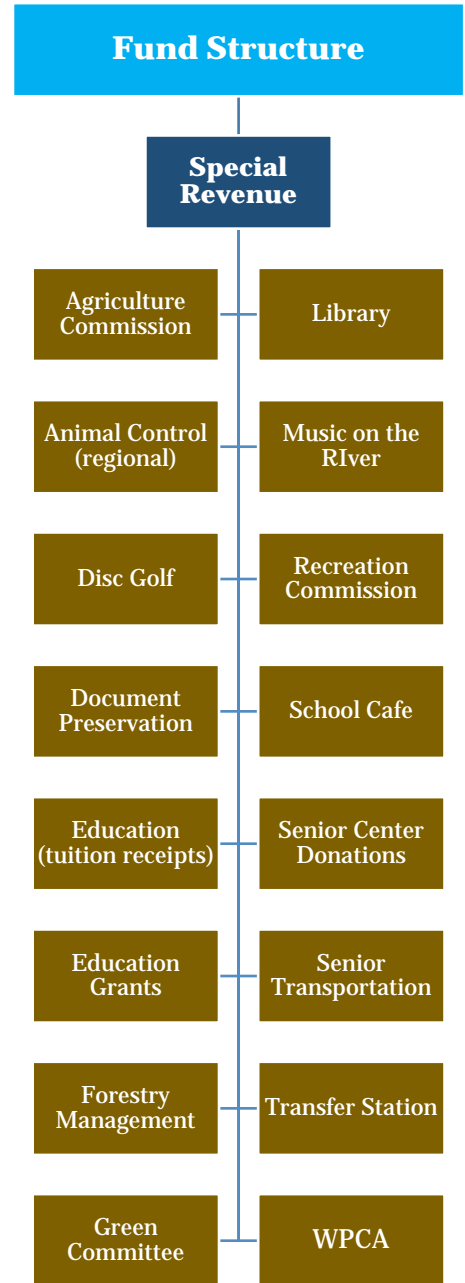 Fund Structure
Special
Revenue
Agriculture
Commission
Library
Animal Control
(regional)
Music on the
RIver
Disc Golf
Recreation
Commission
Document
Preservation
School Cafe
Education
(tuition receipts)
Senior Center
Donations
Education
Grants
Senior
Transportation
Forestry
Management
Transfer Station
Green
Committee
WPCA